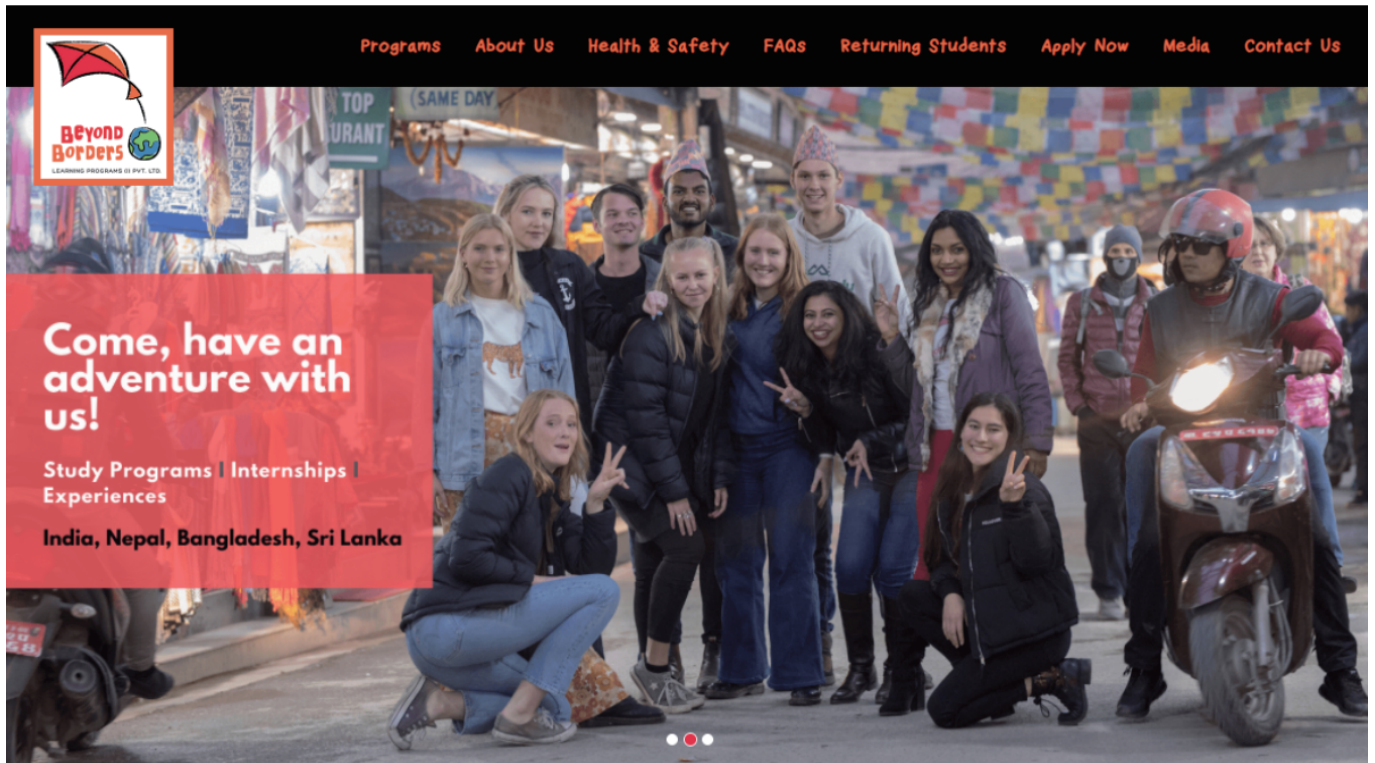 Programs About Us Health & Safety FAQs Returning Students Apply Now Media Contact Us
Beyond
Borders
LEARNING PROGRAMS (I) PVT. LTD.
TOP
URANT
(SAME DAY
Come, have an
adventure with
us!
Study Programs | Internships |
Experiences
India, Nepal, Bangladesh, Sri Lanka